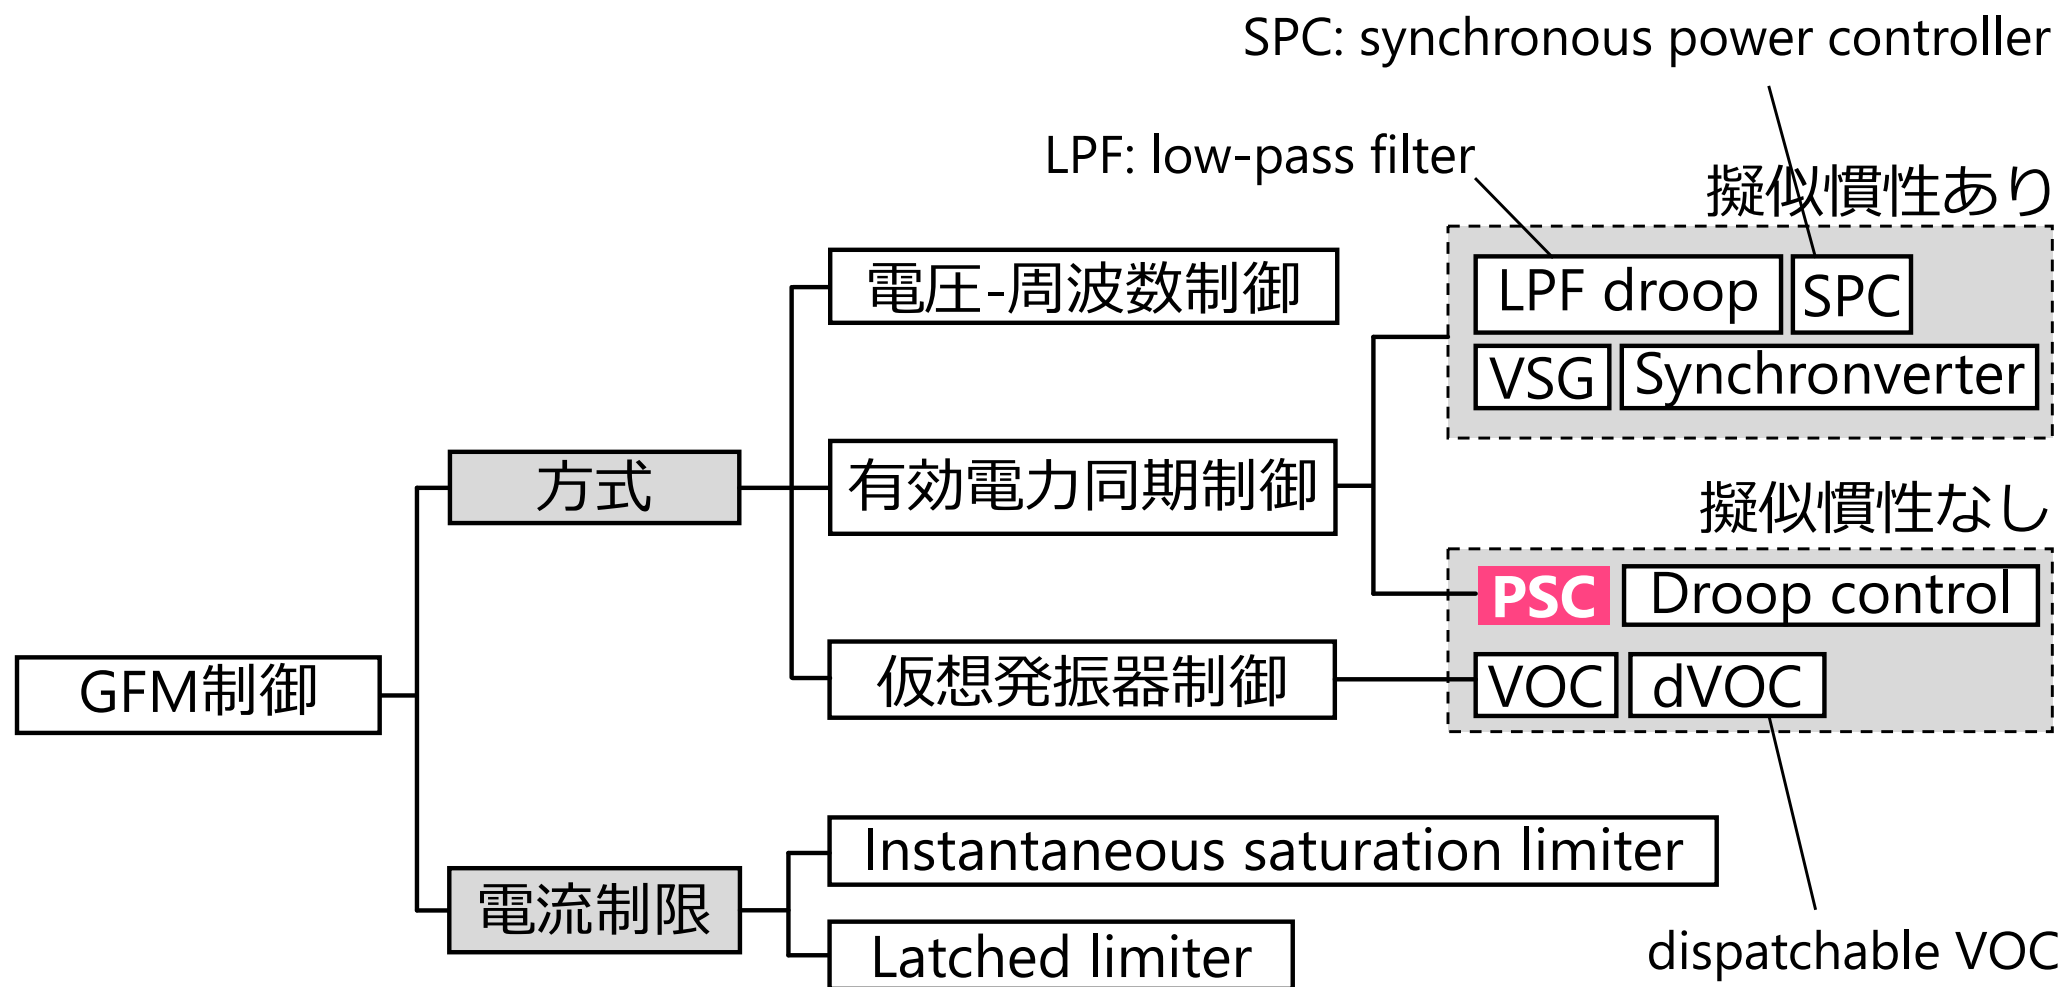 SPC: synchronous power controller
LPF: low-pass filter
擬似慣性あり
電圧-周波数制御
LPF droop
SPC
VSG
Synchronverter
方式
有効電力同期制御
擬似慣性なし
PSC
Droop control
GFM制御
仮想発振器制御
VOC
dVOC
Instantaneous saturation limiter
電流制限
Latched limiter
dispatchable VOC